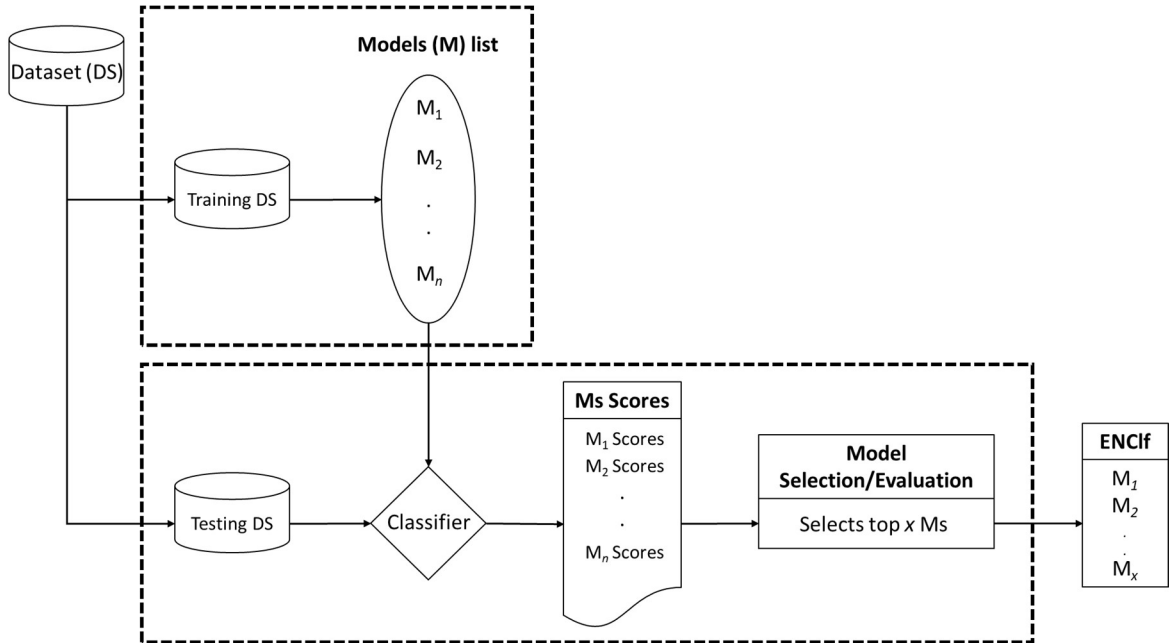 Dataset (DS)
Models (M) list
M₁
M₂
.
.
Mₙ
Training DS
Testing DS
Classifier
Ms Scores
M₁ Scores
M₂ Scores
.
.
Mₙ Scores
Model
Selection/Evaluation
Selects top x Ms
ENClf
M₁
M₂
.
.
Mₓ